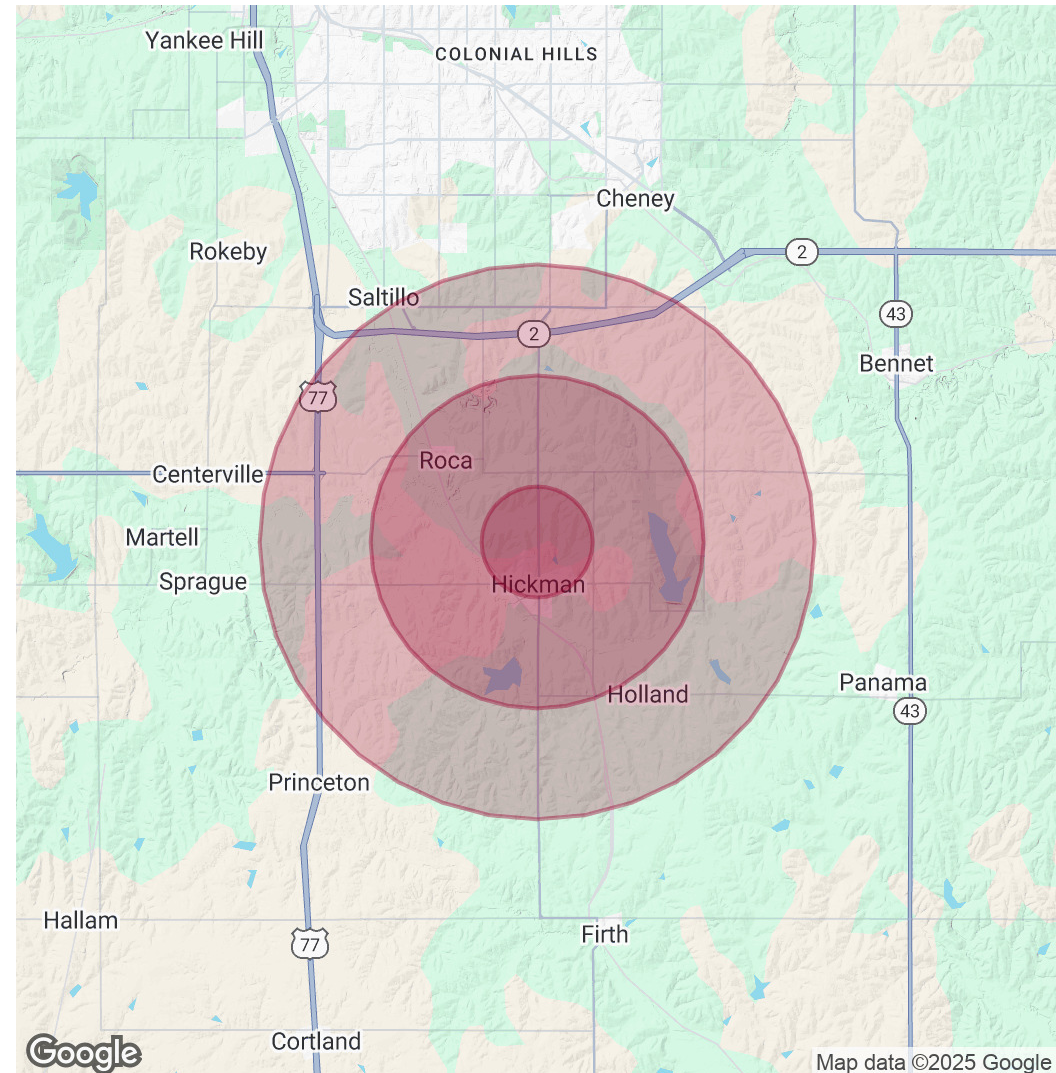 Yankee Hill
COLONIAL HILLS
Cheney
Rokeby
2
Saltillo
43
2
Bennet
77
Roca
Centerville
Martell
Sprague
Hickman
Panama
Holland
43
Princeton
Hallam
Firth
77
Cortland
Google
Map data ©2025 Google